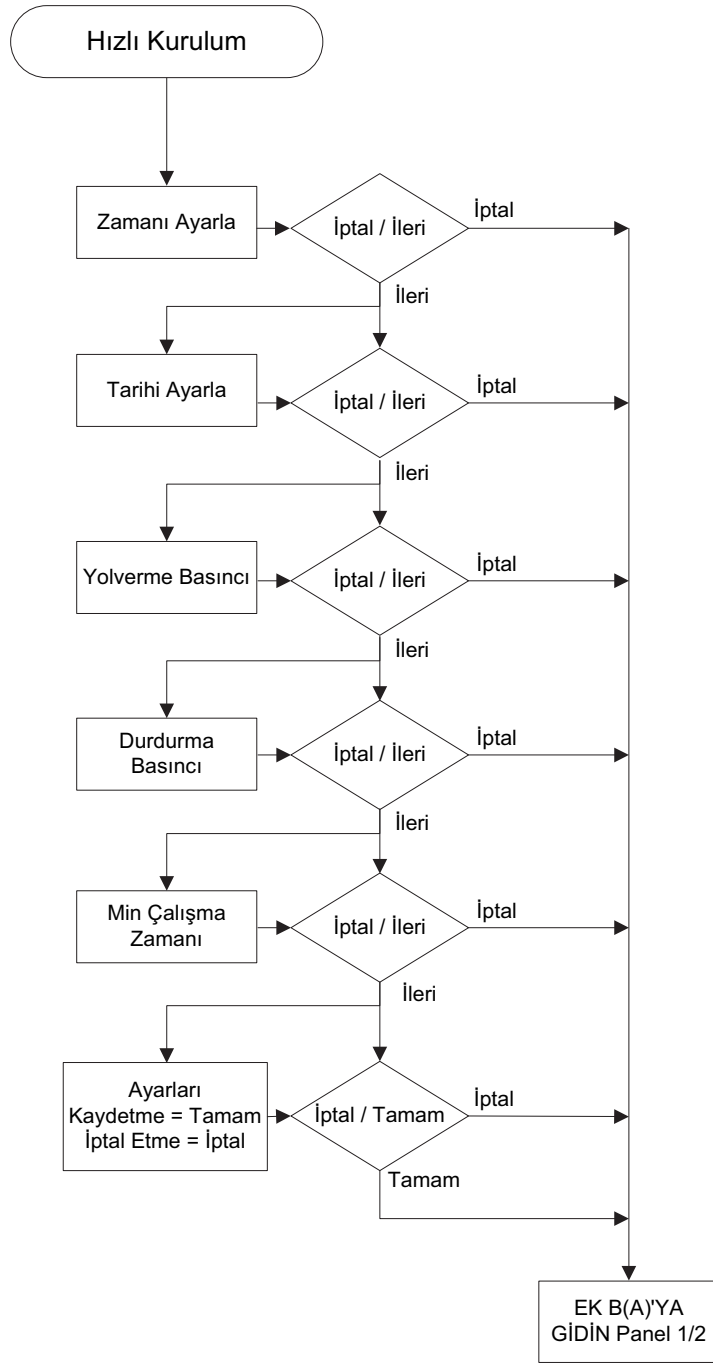 Hızlı Kurulum
Zamanı Ayarla
İptal / İleri
İptal
İleri
Tarihi Ayarla
İptal / İleri
İptal
İleri
Yolverme Basıncı
İptal / İleri
İptal
İleri
Durdurma
Basıncı
İptal / İleri
İptal
İleri
Min Çalışma
Zamanı
İptal / İleri
İptal
İleri
Ayarları
Kaydetme = Tamam
İptal Etme = İptal
İptal / Tamam
İptal
Tamam
EK B(A)'YA
GİDİN Panel 1/2